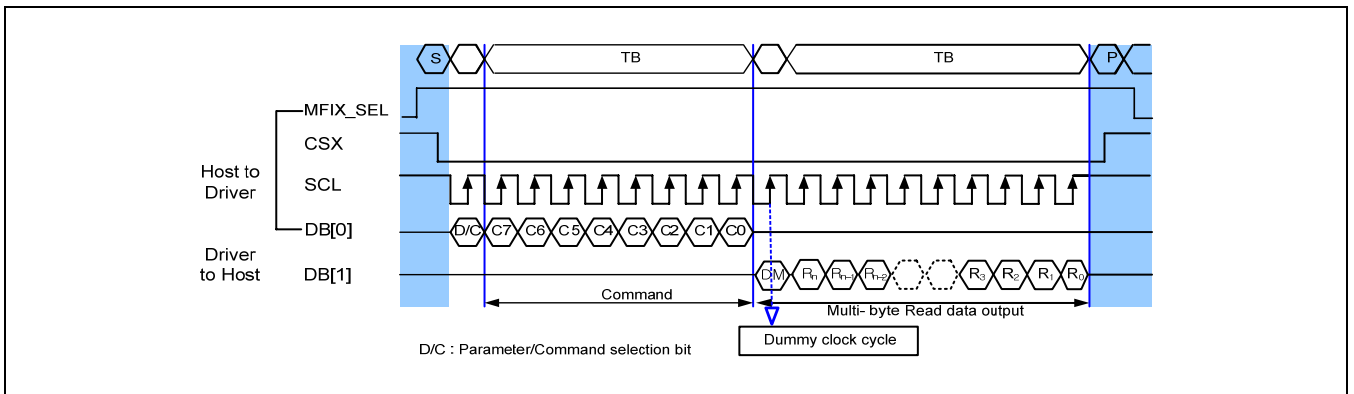 S TB TB P
MFIX_SEL
CSX
Host to
Driver
SCL
DB[0] D/C C7 C6 C5 C4 C3 C2 C1 C0
Driver
to Host
DB[1] DM Rn Rn-1 Rn-2 R3 R2 R1 R0
Command
Multi- byte Read data output
Dummy clock cycle
D/C : Parameter/Command selection bit